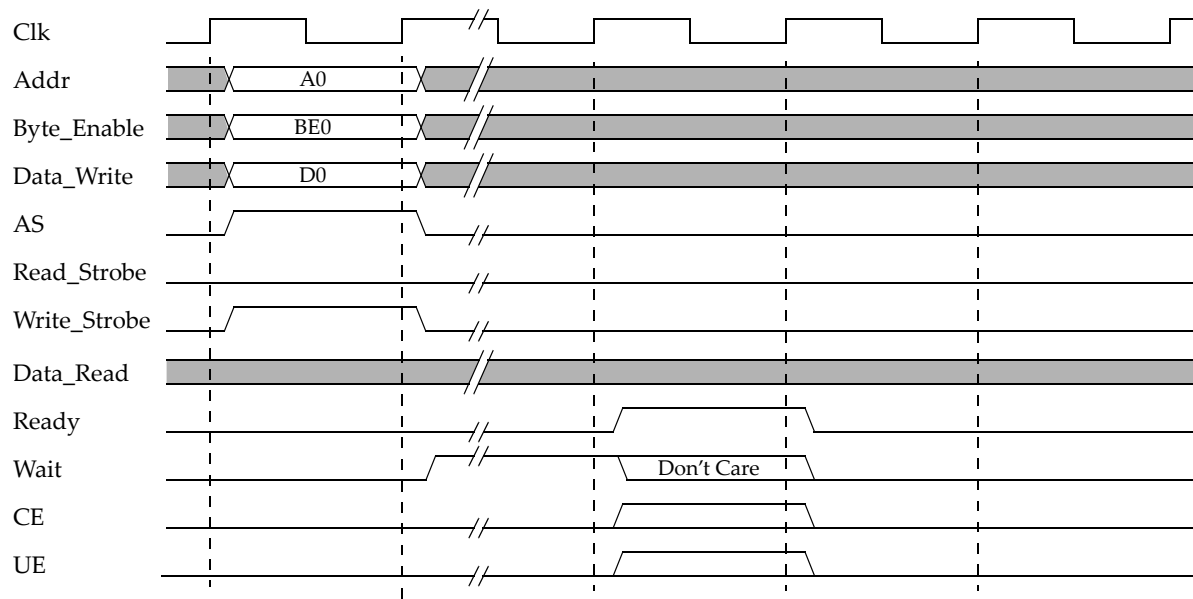 Clk
Addr
A0
Byte_Enable
BE0
Data_Write
D0
AS
Read_Strobe
Write_Strobe
Data_Read
Ready
Wait
Don't Care
CE
UE